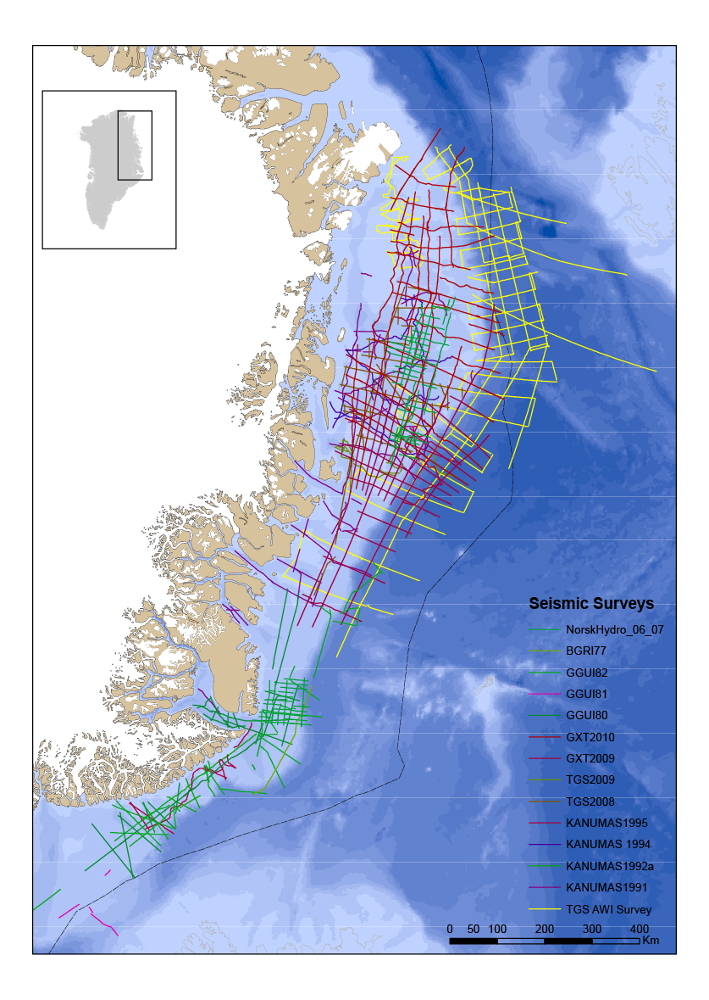 Seismic Surveys
NorskHydro_06_07
BGRI77
GGUI82
GGUI81
GGUI80
GXT2010
GXT2009
TGS2009
TGS2008
KANUMAS1995
KANUMAS 1994
KANUMAS1992a
KANUMAS1991
TGS AWI Survey
0 50 100 200 300 400
Km